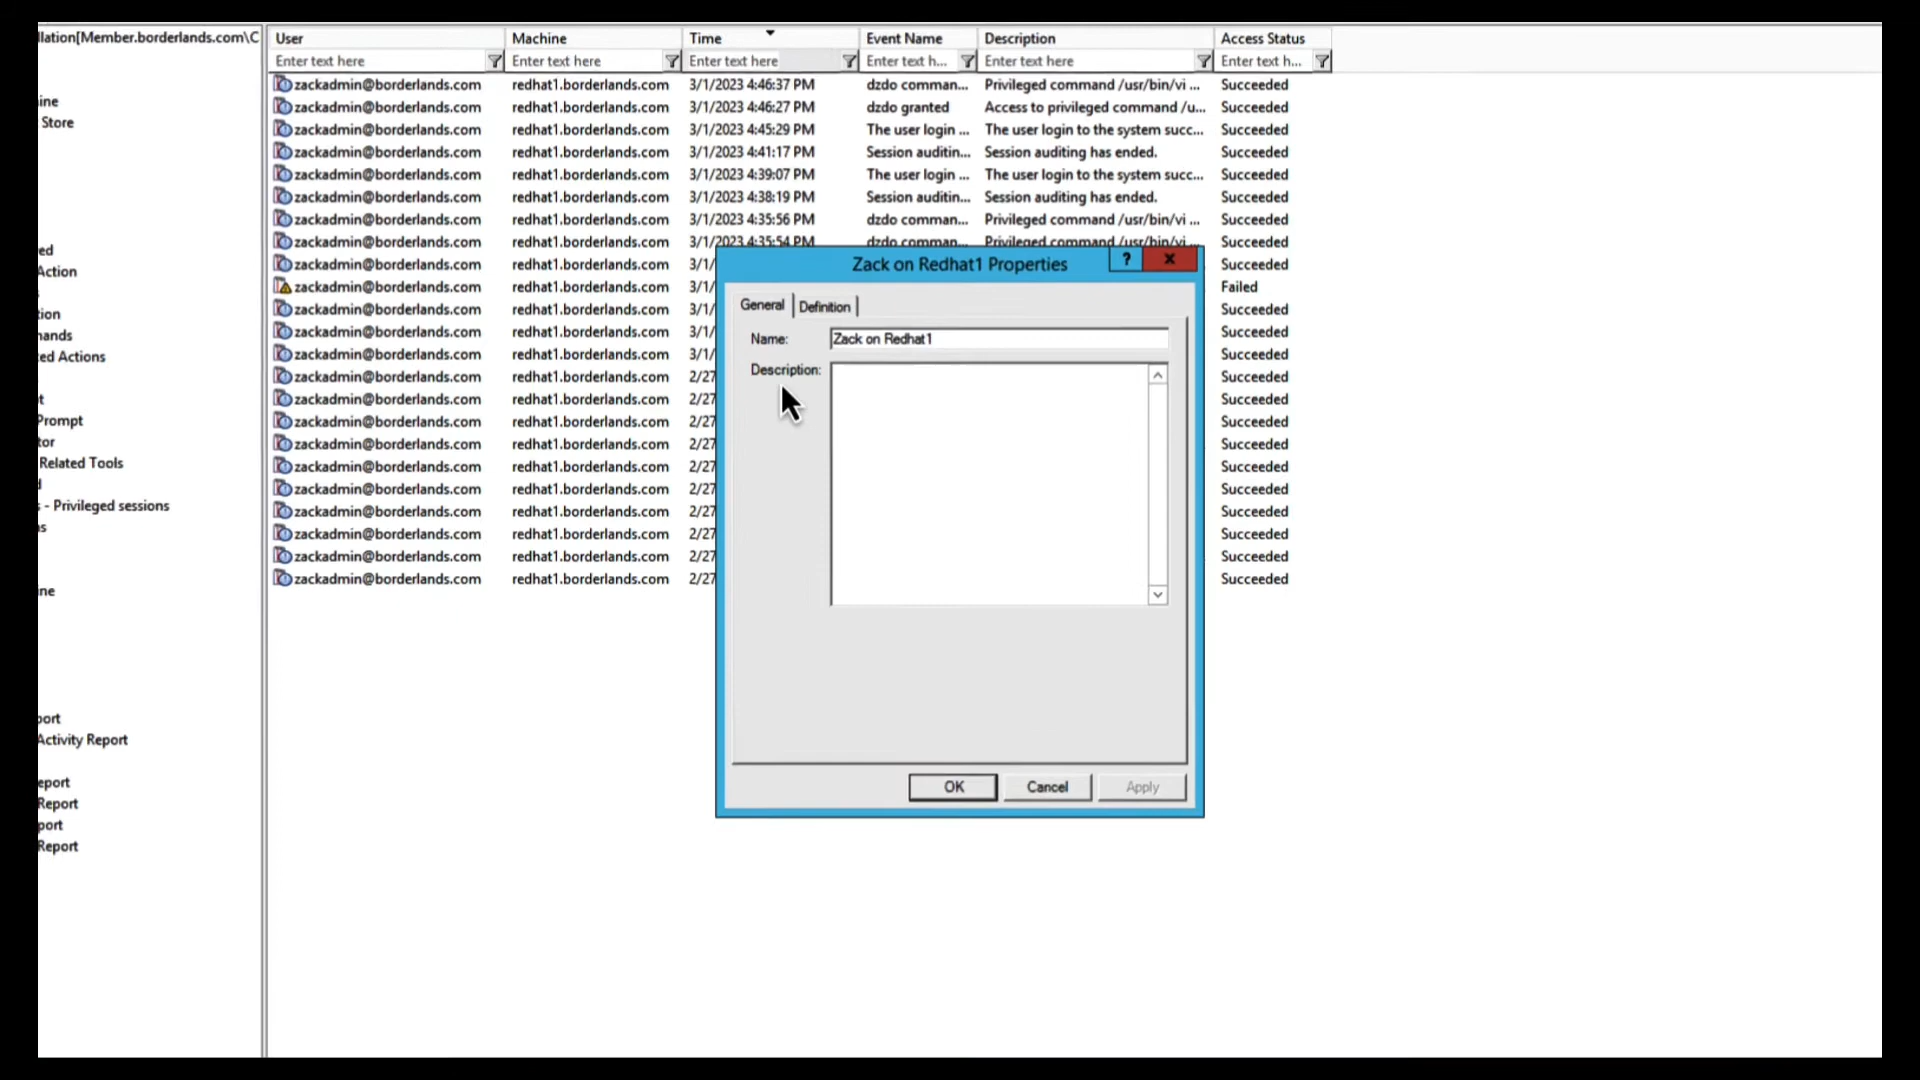 llation[Member.borderlands.com\C
ine
Store
ed
Action
tion
ands
ed Actions
t
Prompt
tor
Related Tools
- Privileged sessions
ns
ine
port
Activity Report
eport
Report
port
Report
User Machine Time Event Name Description Access Status
Enter text here Enter text here Enter text here Enter text h... Enter text here Enter text h...
zackadmin@borderlands.com redhat1.borderlands.com 3/1/2023 4:46:37 PM dzdo comman... Privileged command /usr/bin/vi ... Succeeded
zackadmin@borderlands.com redhat1.borderlands.com 3/1/2023 4:46:27 PM dzdo granted Access to privileged command /u... Succeeded
zackadmin@borderlands.com redhat1.borderlands.com 3/1/2023 4:45:29 PM The user login ... The user login to the system succ... Succeeded
zackadmin@borderlands.com redhat1.borderlands.com 3/1/2023 4:41:17 PM Session auditin... Session auditing has ended. Succeeded
zackadmin@borderlands.com redhat1.borderlands.com 3/1/2023 4:39:07 PM The user login ... The user login to the system succ... Succeeded
zackadmin@borderlands.com redhat1.borderlands.com 3/1/2023 4:38:19 PM Session auditin... Session auditing has ended. Succeeded
zackadmin@borderlands.com redhat1.borderlands.com 3/1/2023 4:35:56 PM dzdo comman... Privileged command /usr/bin/vi ... Succeeded
zackadmin@borderlands.com redhat1.borderlands.com 3/1/2023 4:35:54 PM dzdo comman... Privileged command /usr/bin/vi ... Succeeded
zackadmin@borderlands.com redhat1.borderlands.com 3/1/ Succeeded
zackadmin@borderlands.com redhat1.borderlands.com 3/1/ Failed
zackadmin@borderlands.com redhat1.borderlands.com 3/1/ Succeeded
zackadmin@borderlands.com redhat1.borderlands.com 3/1/ Succeeded
zackadmin@borderlands.com redhat1.borderlands.com 3/1/ Succeeded
zackadmin@borderlands.com redhat1.borderlands.com 2/27 Succeeded
zackadmin@borderlands.com redhat1.borderlands.com 2/27 Succeeded
zackadmin@borderlands.com redhat1.borderlands.com 2/27 Succeeded
zackadmin@borderlands.com redhat1.borderlands.com 2/27 Succeeded
zackadmin@borderlands.com redhat1.borderlands.com 2/27 Succeeded
zackadmin@borderlands.com redhat1.borderlands.com 2/27 Succeeded
zackadmin@borderlands.com redhat1.borderlands.com 2/27 Succeeded
zackadmin@borderlands.com redhat1.borderlands.com 2/27 Succeeded
zackadmin@borderlands.com redhat1.borderlands.com 2/27 Succeeded
zackadmin@borderlands.com redhat1.borderlands.com 2/27 Succeeded
Zack on Redhat1 Properties ? x
General Definition
Name: Zack on Redhat1
Description:
OK Cancel Apply